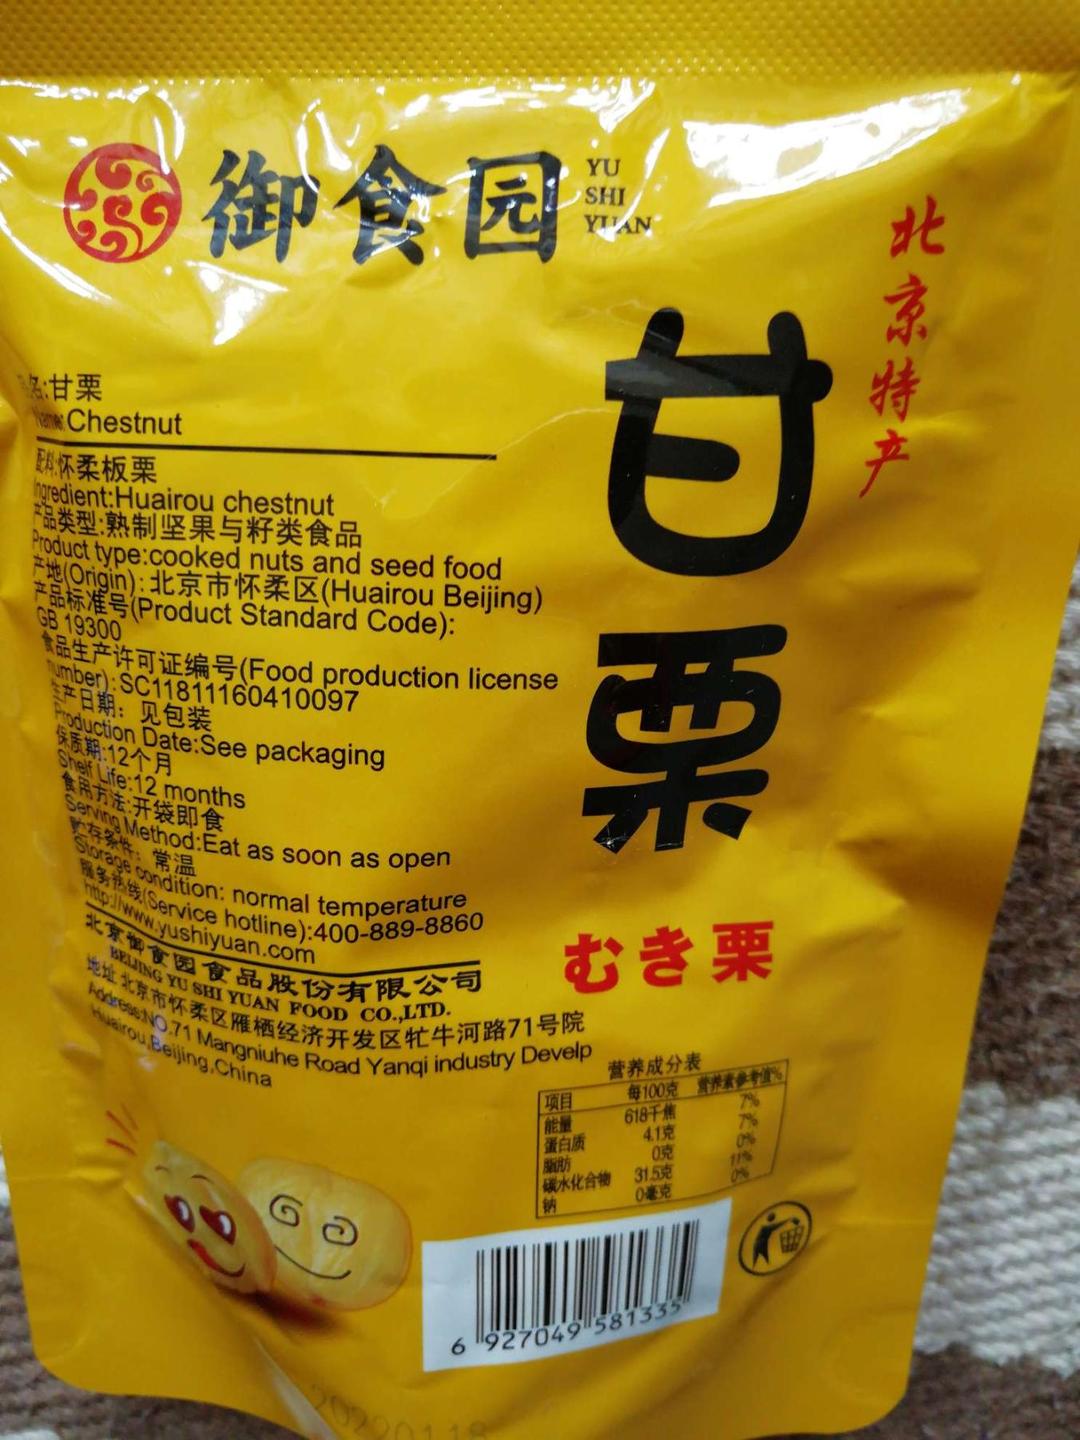 御食园
YU
SHI
YUAN
北京特产
甘栗
むき栗
品名:甘栗
Name:Chestnut
配料:怀柔板栗
Ingredient:Huairou chestnut
产品类型:熟制坚果与籽类食品
Product type:cooked nuts and seed food
产地(Origin):北京市怀柔区(Huairou Beijing)
产品标准号(Product Standard Code):
GB 19300
食品生产许可证编号(Food production license
number):SC11811160410097
生产日期：见包装
Production Date:See packaging
保质期:12个月
Shelf Life:12 months
食用方法:开袋即食
Serving Method:Eat as soon as open
贮存条件：常温
Storage condition: normal temperature
服务热线(Service hotline):400-889-8860
http://www.yushiyuan.com
北京御食园食品股份有限公司
BEIJING YU SHI YUAN FOOD CO.,LTD.
地址:北京市怀柔区雁栖经济开发区牤牛河路71号院
Address:NO.71 Mangniuhe Road Yanqi industry Develp
Huairou,Beijing,China
营养成分表
项目 每100克 营养素参考值%
能量 618千焦 7%
蛋白质 4.1克 7%
脂肪 0克 0%
碳水化合物 31.5克 11%
钠 0毫克 0%
6 927049 581335
20220118